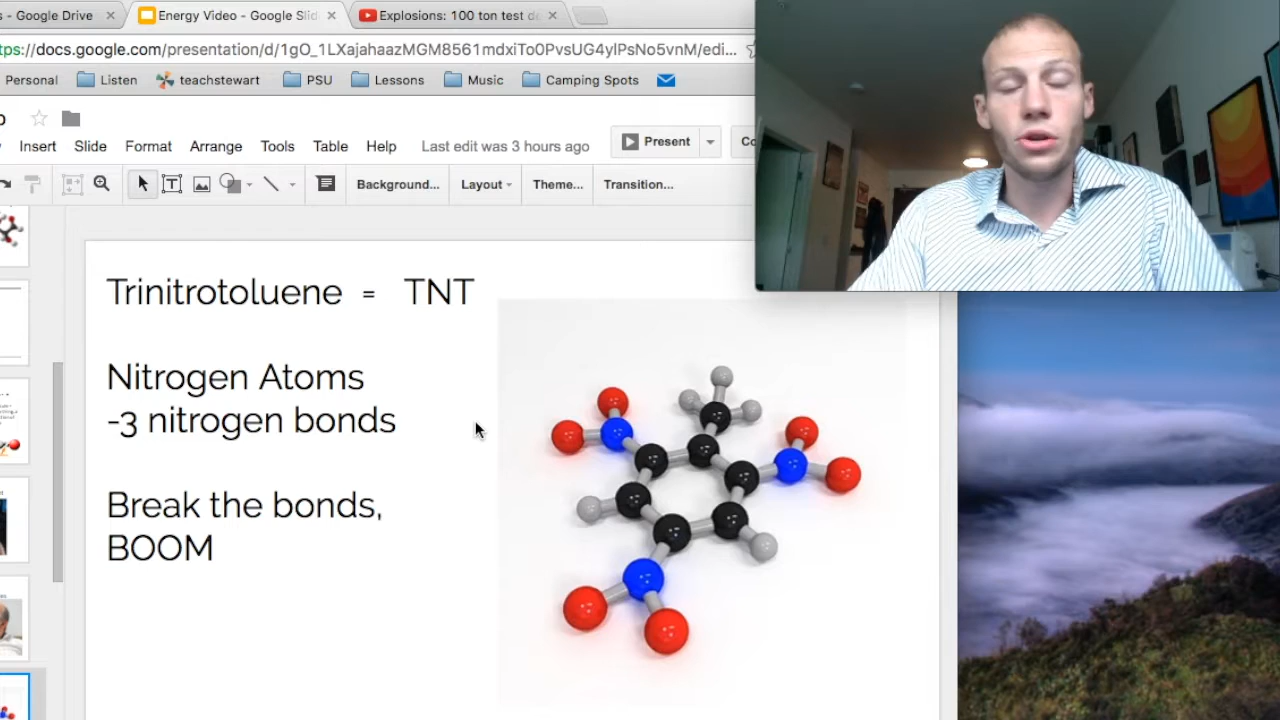 s - Google Drive
Energy Video - Google Slid
Explosions: 100 ton test de
tps://docs.google.com/presentation/d/1gO_1LXajahaazMGM8561mdxiTo0PvsUG4ylPsNo5vnM/edi...
Personal
Listen
teachstewart
PSU
Lessons
Music
Camping Spots
Insert
Slide
Format
Arrange
Tools
Table
Help
Last edit was 3 hours ago
Present
Co
Background...
Layout
Theme...
Transition...
Trinitrotoluene = TNT
Nitrogen Atoms
-3 nitrogen bonds
Break the bonds,
BOOM